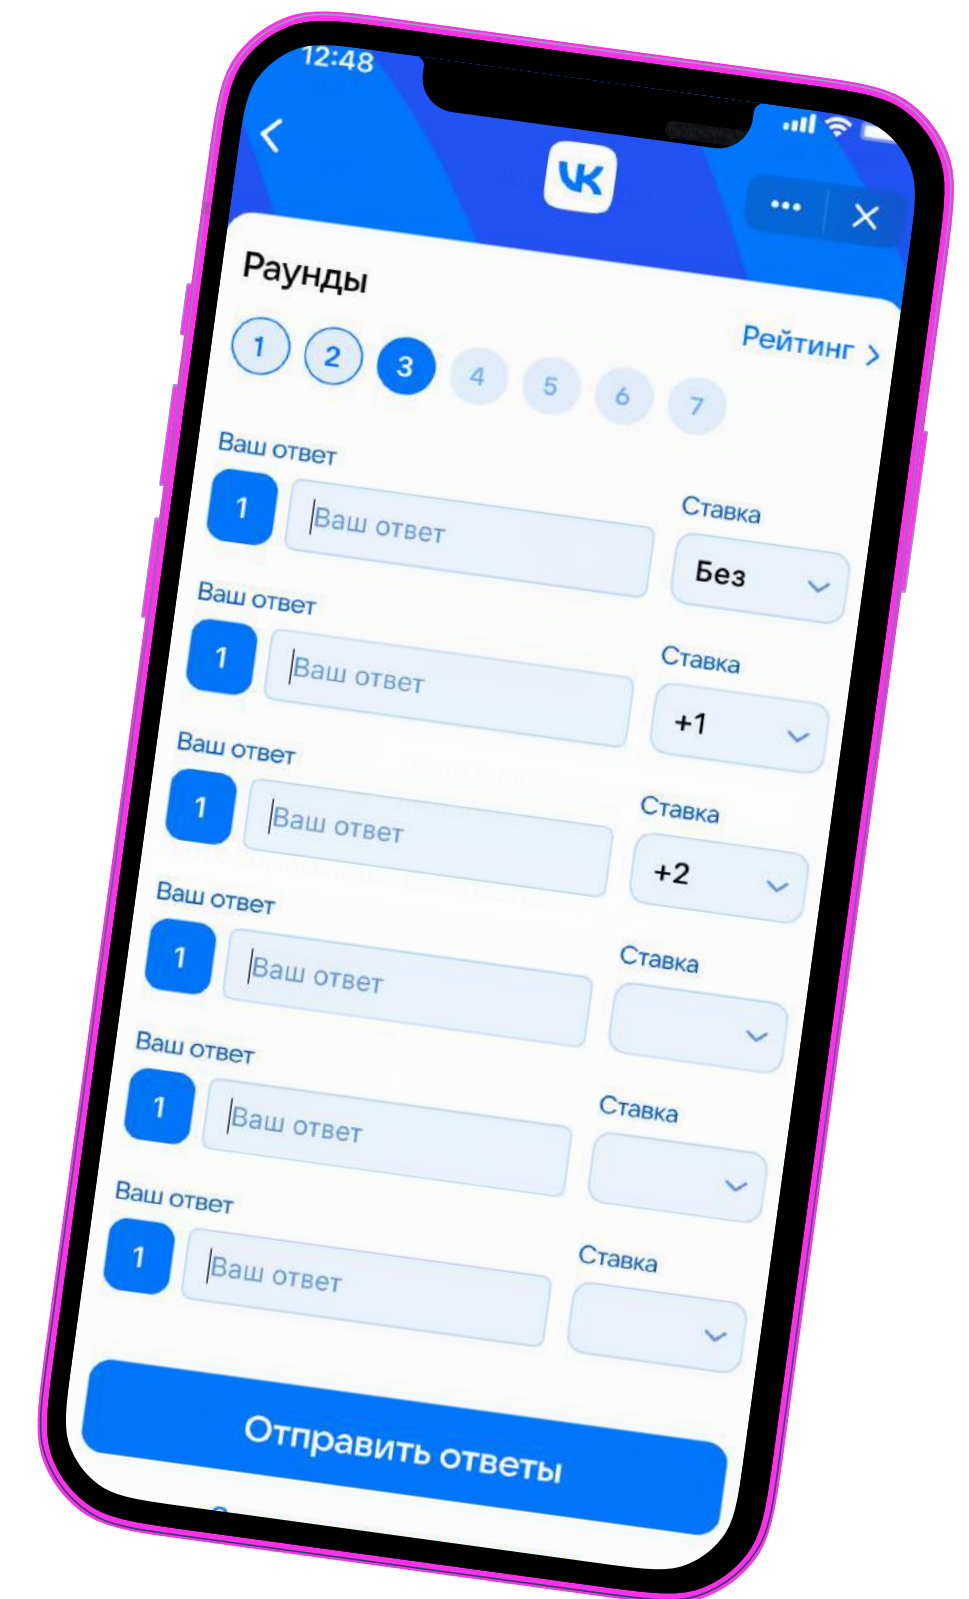 12:48
VK
Раунды
Рейтинг
1 2 3 4 5 6 7
Ваш ответ Ставка
1 Ваш ответ Без
Ваш ответ Ставка
1 Ваш ответ +1
Ваш ответ Ставка
1 Ваш ответ +2
Ваш ответ Ставка
1 Ваш ответ
Ваш ответ Ставка
1 Ваш ответ
Ваш ответ Ставка
1 Ваш ответ
Отправить ответы